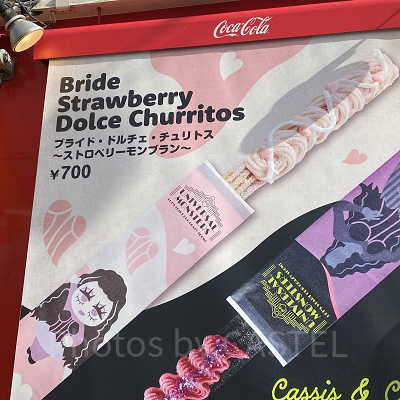 Coca-Cola
Bride
Strawberry
Dolce Churritos
ブライド・ドルチェ・チュリトス
〜ストロベリーモンブラン〜
¥700
UNIVERSAL
MONSTERS
UNIVERSAL
MONSTERS
Photos by CASTEL
Cassis & C